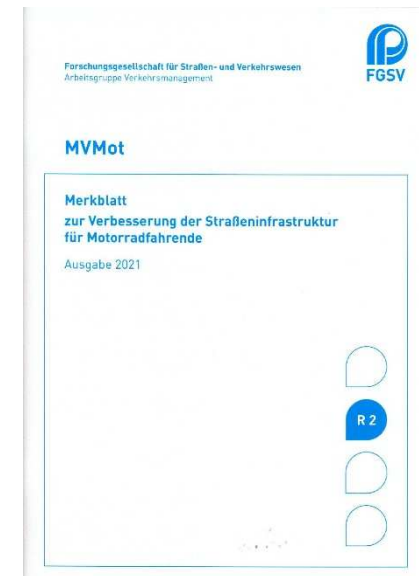 Forschungsgesellschaft für Straßen- und Verkehrswesen
Arbeitsgruppe Verkehrsmanagement
FGSV
MVMot
Merkblatt
zur Verbesserung der Straßeninfrastruktur
für Motorradfahrende
Ausgabe 2021
R 2